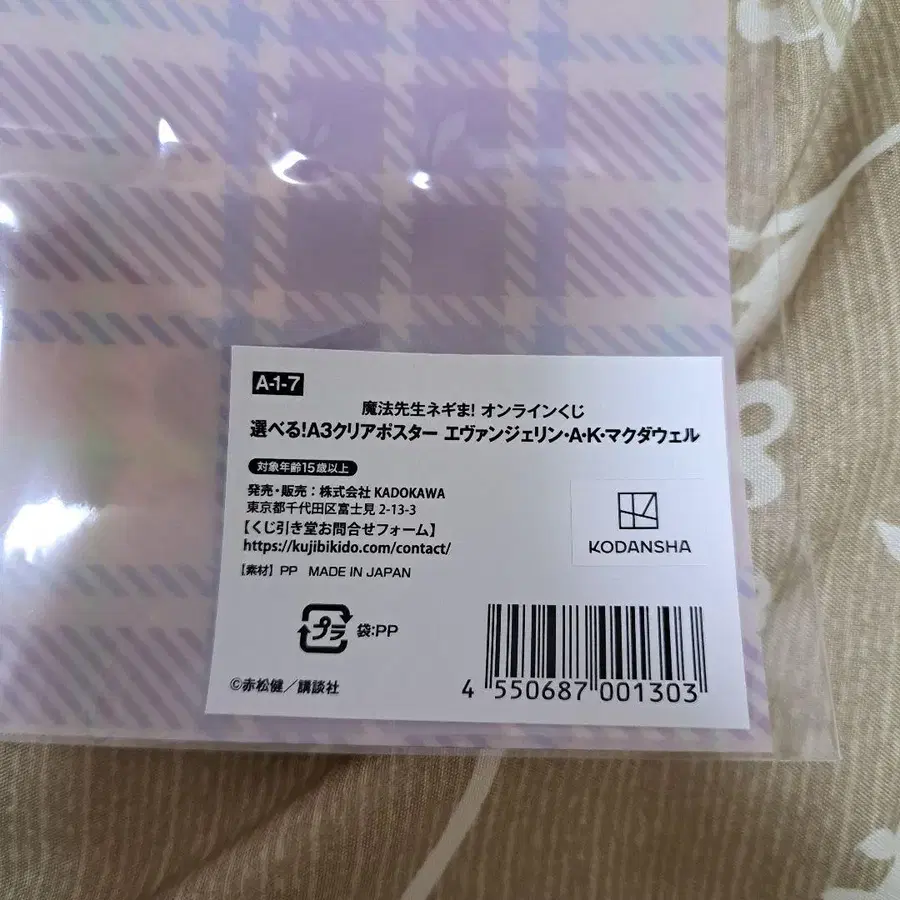 A-1-7
魔法先生ネギま! オンラインくじ
選べる!A3クリアポスター エヴァンジェリン・A・K・マクダウェル
対象年齢15歳以上
発売・販売：株式会社 KADOKAWA
東京都千代田区富士見 2-13-3
【くじ引き堂お問合せフォーム】
https://kujibikido.com/contact/
【素材】PP MADE IN JAPAN
KODANSHA
プラ 袋:PP
©赤松健／講談社
4 550687 001303